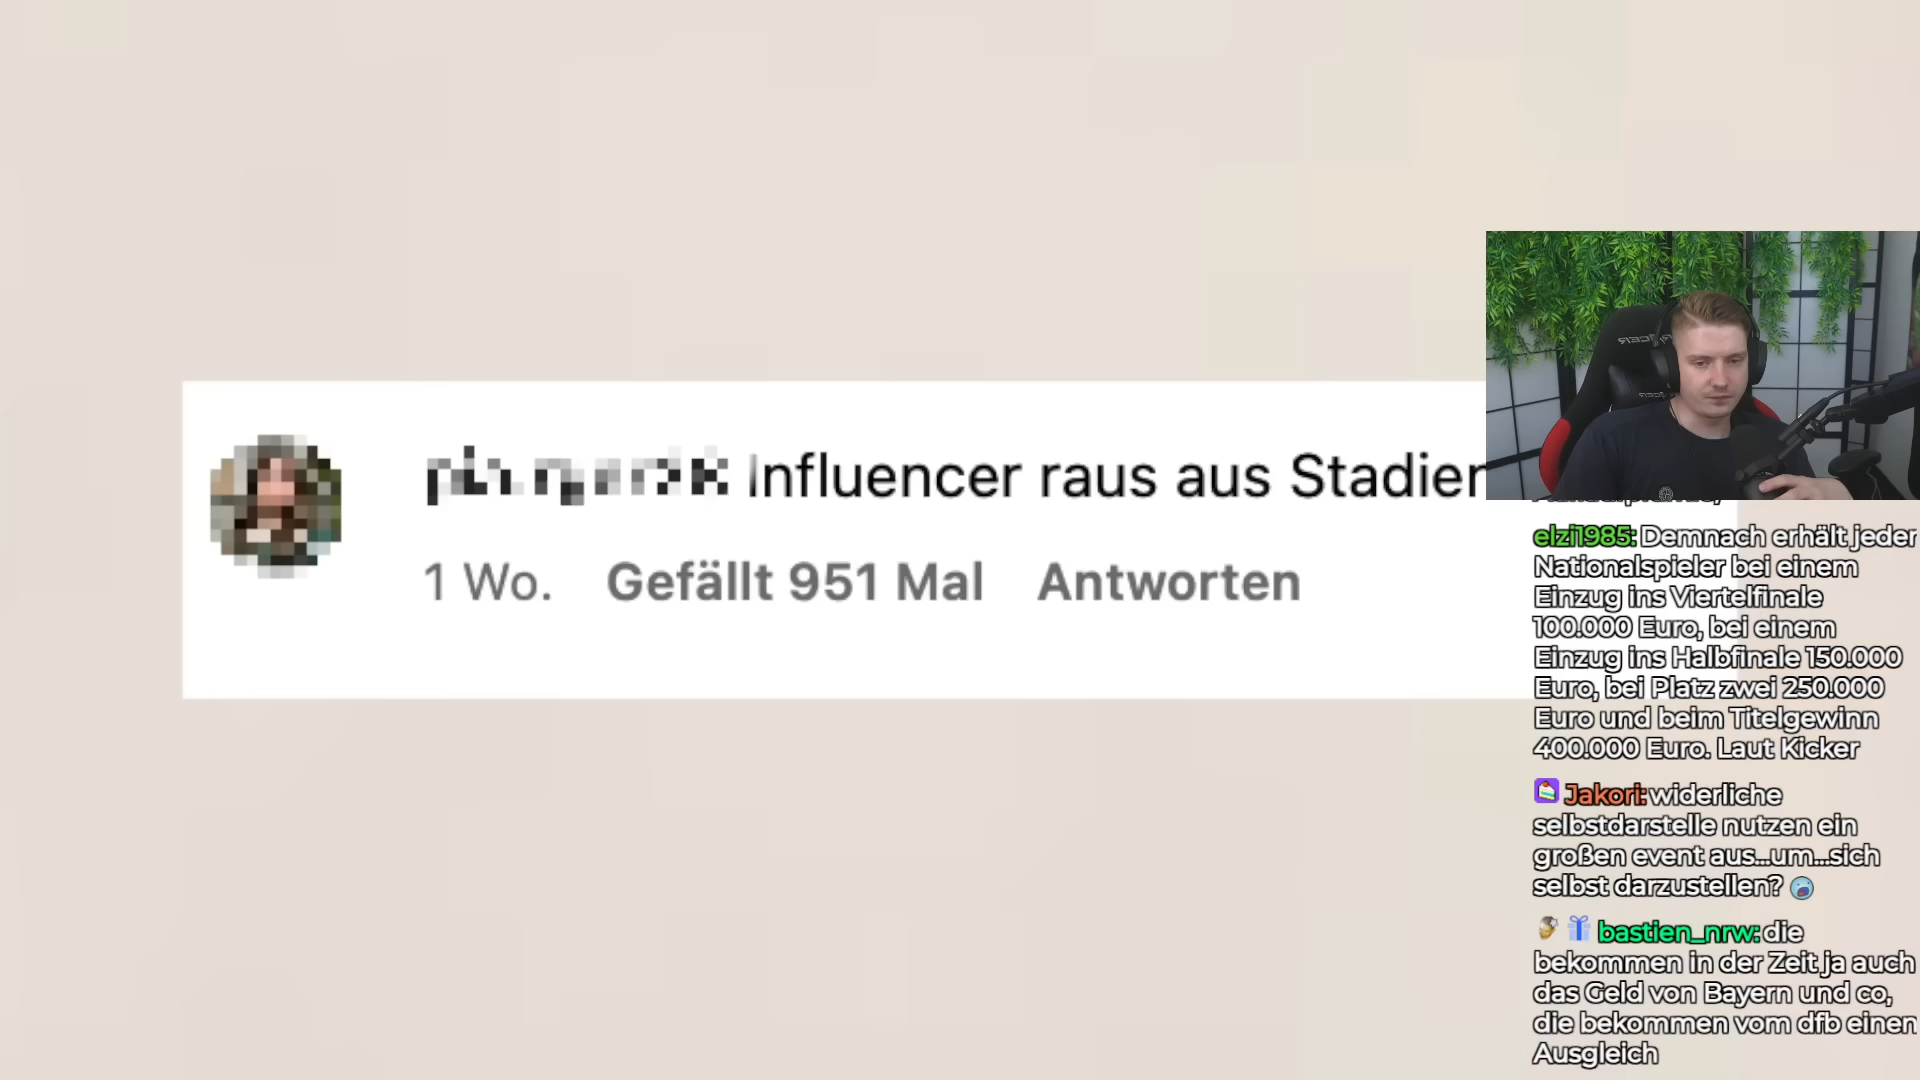 Influencer raus aus Stadien
1 Wo. Gefällt 951 Mal Antworten
elzi1985: Demnach erhält jeder
Nationalspieler bei einem
Einzug ins Viertelfinale
100.000 Euro, bei einem
Einzug ins Halbfinale 150.000
Euro, bei Platz zwei 250.000
Euro und beim Titelgewinn
400.000 Euro. Laut Kicker
Jakori: widerliche
selbstdarstelle nutzen ein
großen event aus...um...sich
selbst darzustellen?
bastien_nrw: die
bekommen in der Zeit ja auch
das Geld von Bayern und co,
die bekommen vom dfb einen
Ausgleich